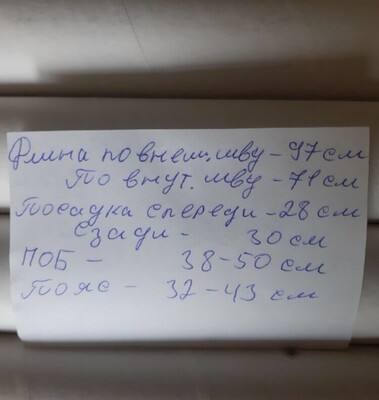 Длина по внеш. шву - 97 см
По внут. шву - 71 см
Посадка спереди - 28 см
Сзади - 30 см
ПОБ - 38-50 см
Пояс - 32-43 см